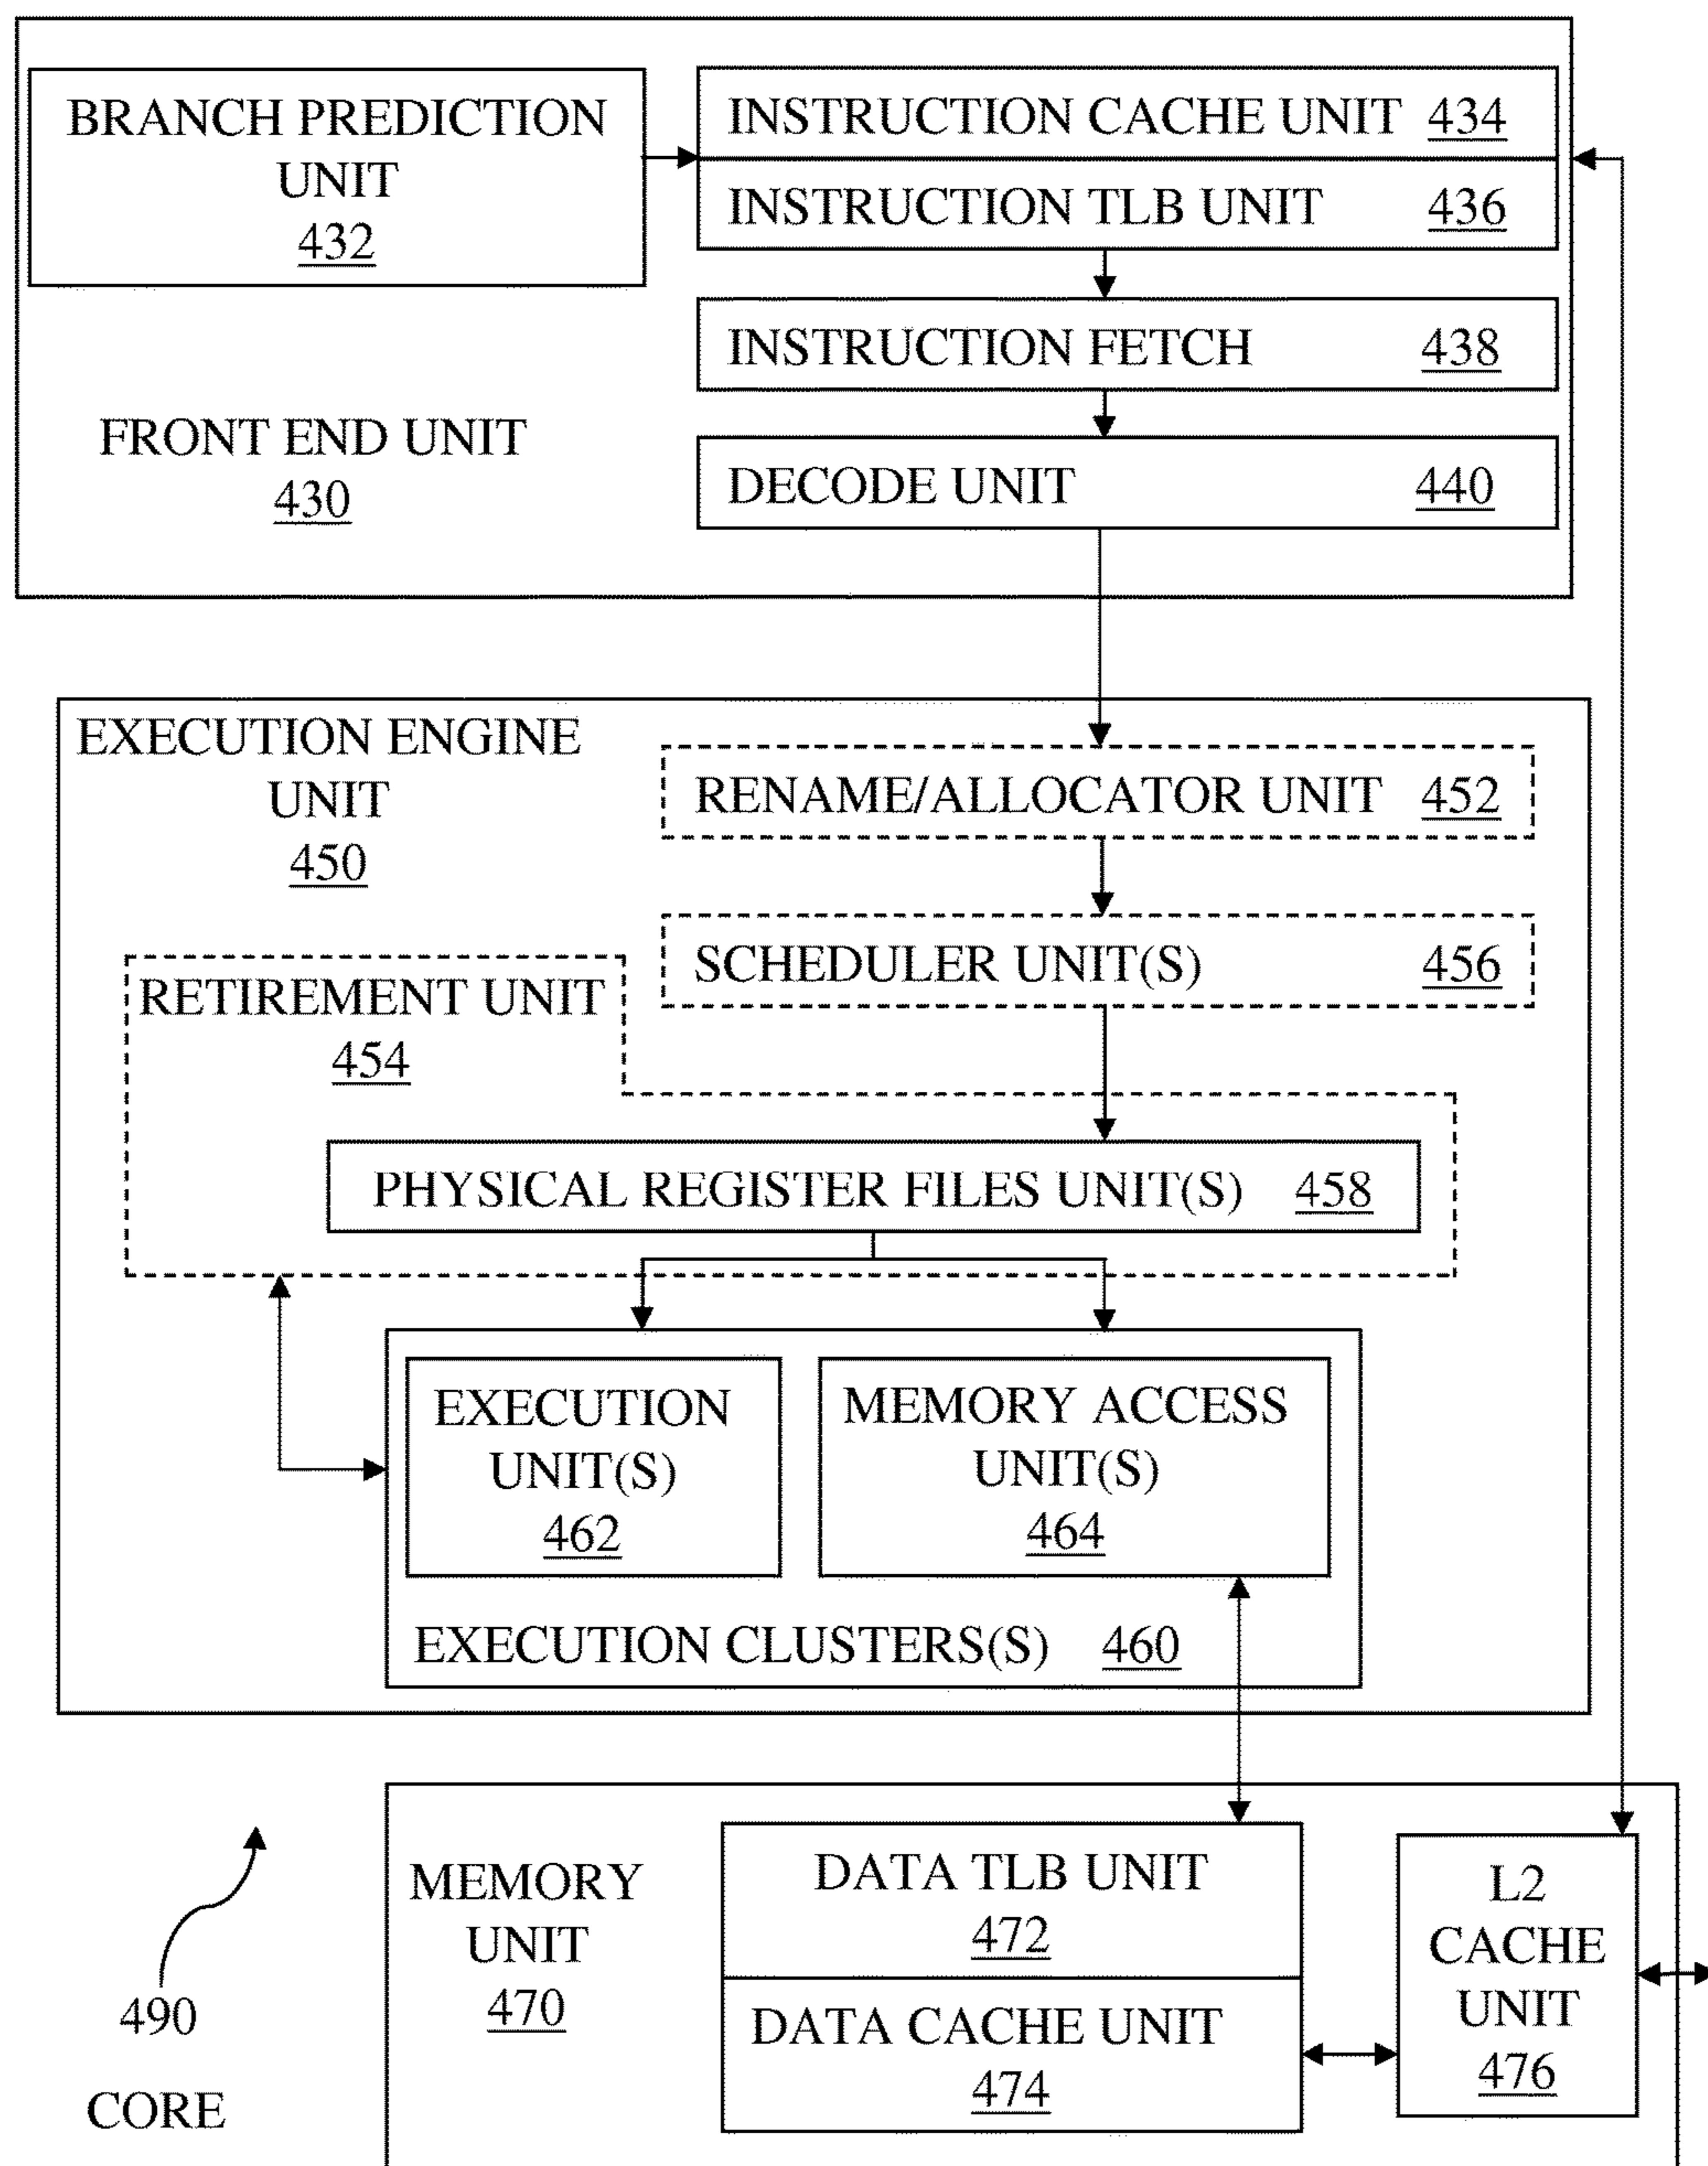 BRANCH PREDICTION
UNIT
432
INSTRUCTION CACHE UNIT 434
INSTRUCTION TLB UNIT 436
INSTRUCTION FETCH 438
FRONT END UNIT
430
DECODE UNIT 440
EXECUTION ENGINE
UNIT
450
RENAME/ALLOCATOR UNIT 452
SCHEDULER UNIT(S) 456
RETIREMENT UNIT
454
PHYSICAL REGISTER FILES UNIT(S) 458
EXECUTION
UNIT(S)
462
MEMORY ACCESS
UNIT(S)
464
EXECUTION CLUSTERS(S) 460
MEMORY
UNIT
470
DATA TLB UNIT
472
DATA CACHE UNIT
474
L2
CACHE
UNIT
476
490
CORE